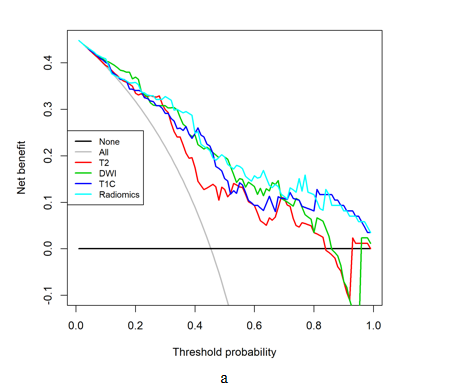 Net benefit
0.4
0.3
0.2
0.1
0.0
-0.1
None
All
T2
DWI
T1C
Radiomics
0.0 0.2 0.4 0.6 0.8 1.0
Threshold probability
a